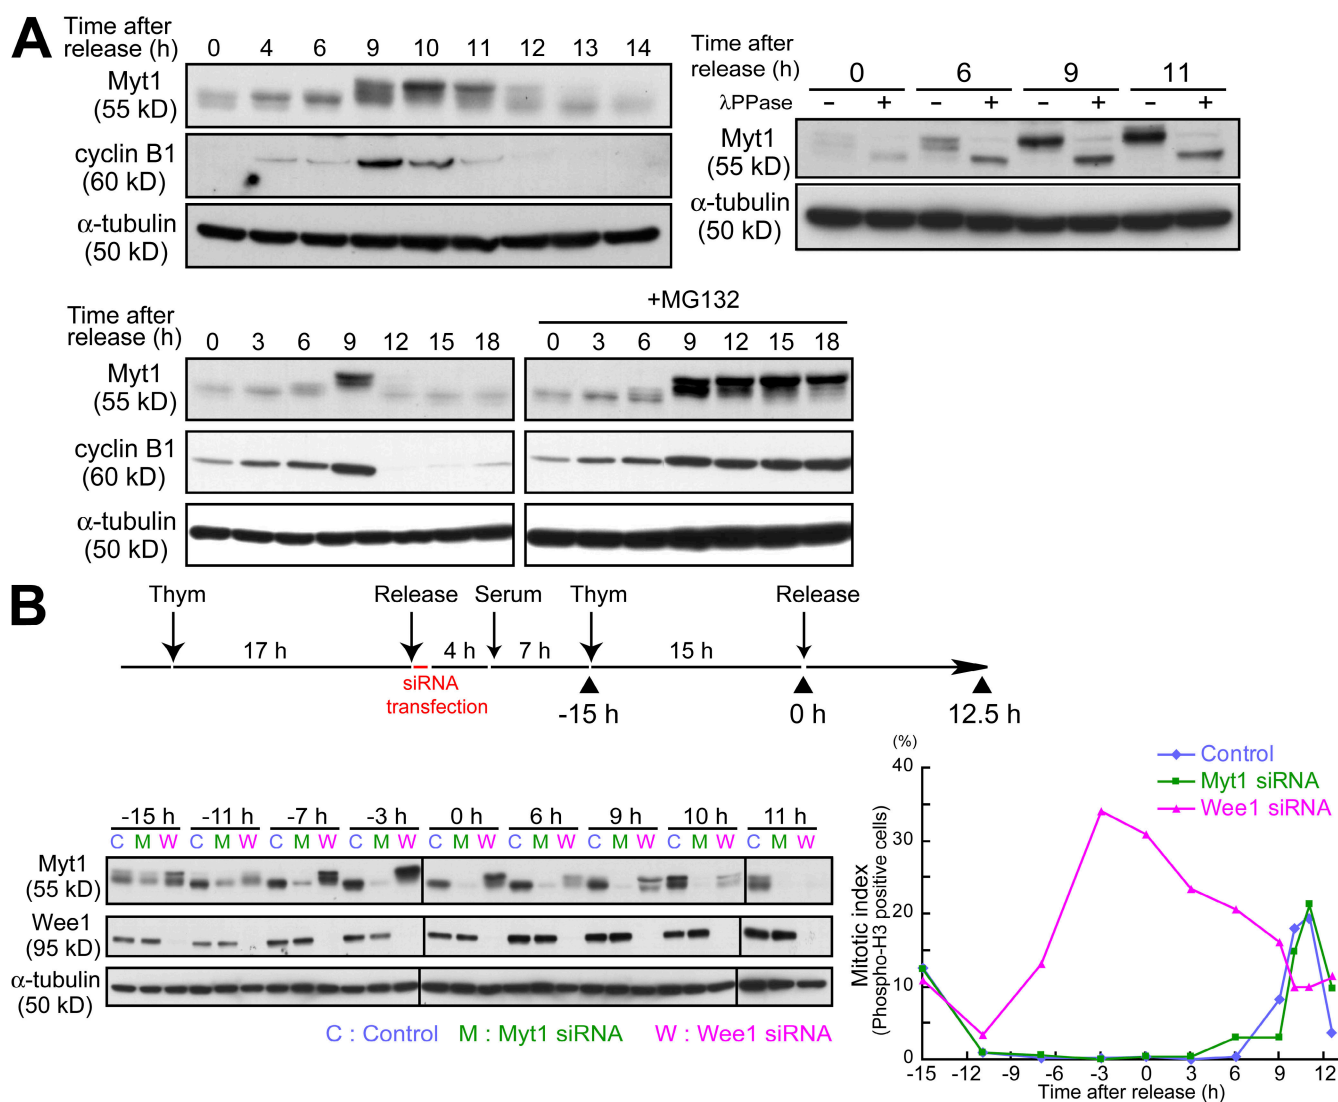 A
Time after
release (h)
0 4 6 9 10 11 12 13 14
Myt1
(55 kD)
cyclin B1
(60 kD)
α-tubulin
(50 kD)
Time after
release (h)
0 6 9 11
λPPase - + - + - + - +
Myt1
(55 kD)
α-tubulin
(50 kD)
+MG132
Time after
release (h)
0 3 6 9 12 15 18 0 3 6 9 12 15 18
Myt1
(55 kD)
cyclin B1
(60 kD)
α-tubulin
(50 kD)
B
Thym Release Serum Thym Release
17 h 4 h 7 h 15 h
siRNA
transfection
-15 h 0 h 12.5 h
-15 h -11 h -7 h -3 h 0 h 6 h 9 h 10 h 11 h
C M W C M W C M W C M W C M W C M W C M W C M W C M W
Myt1
(55 kD)
Wee1
(95 kD)
α-tubulin
(50 kD)
C : Control M : Myt1 siRNA W : Wee1 siRNA
(%)
40
30
20
10
0
Mitotic index
(Phospho-H3 positive cells)
Control
Myt1 siRNA
Wee1 siRNA
-15 -12 -9 -6 -3 0 3 6 9 12
Time after release (h)